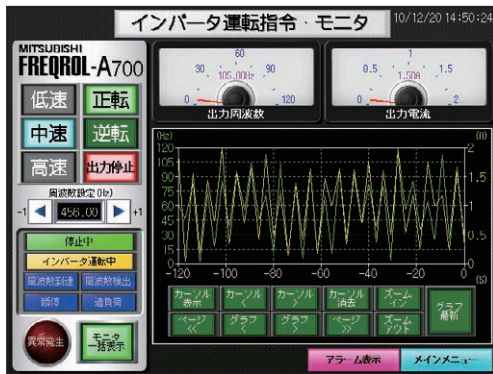 インバータ運転指令・モニタ
10/12/20 14:50:24
MITSUBISHI
FREQROL-A700
低速 正転
中速 逆転
高速 出力停止
周波数設定(Hz)
-1 456.00 +1
停止中
インバータ運転中
周波数到達 周波数検出
瞬停 過負荷
異常発生 モニタ一括表示
60
30 90
105.00Hz
0 120
出力周波数
1
0.5 1.5
1.50A
0 2
出力電流
(Hz) (A)
120 2
105
90 1.5
75
60 1
45
30 0.5
15
0 0
-120 -100 -80 -60 -40 -20 0 (S)
カーソル表示 カーソル< カーソル> カーソル消去 ズームイン グラフ最新
ページ<< グラフ< グラフ> ページ>> ズームアウト
アラーム表示 メインメニュー